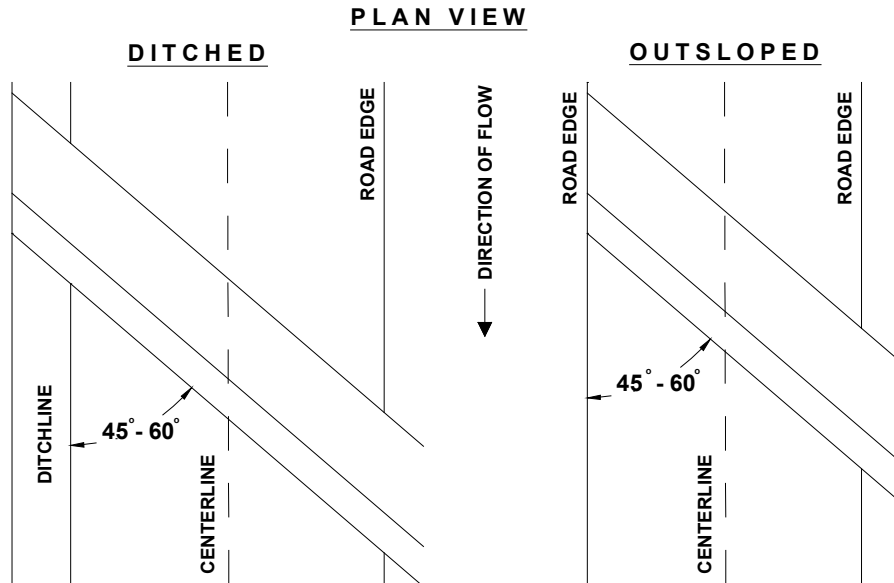 PLAN VIEW
DITCHED
OUTSLOPED
ROAD EDGE
DIRECTION OF FLOW
ROAD EDGE
ROAD EDGE
45° - 60°
45° - 60°
DITCHLINE
CENTERLINE
CENTERLINE